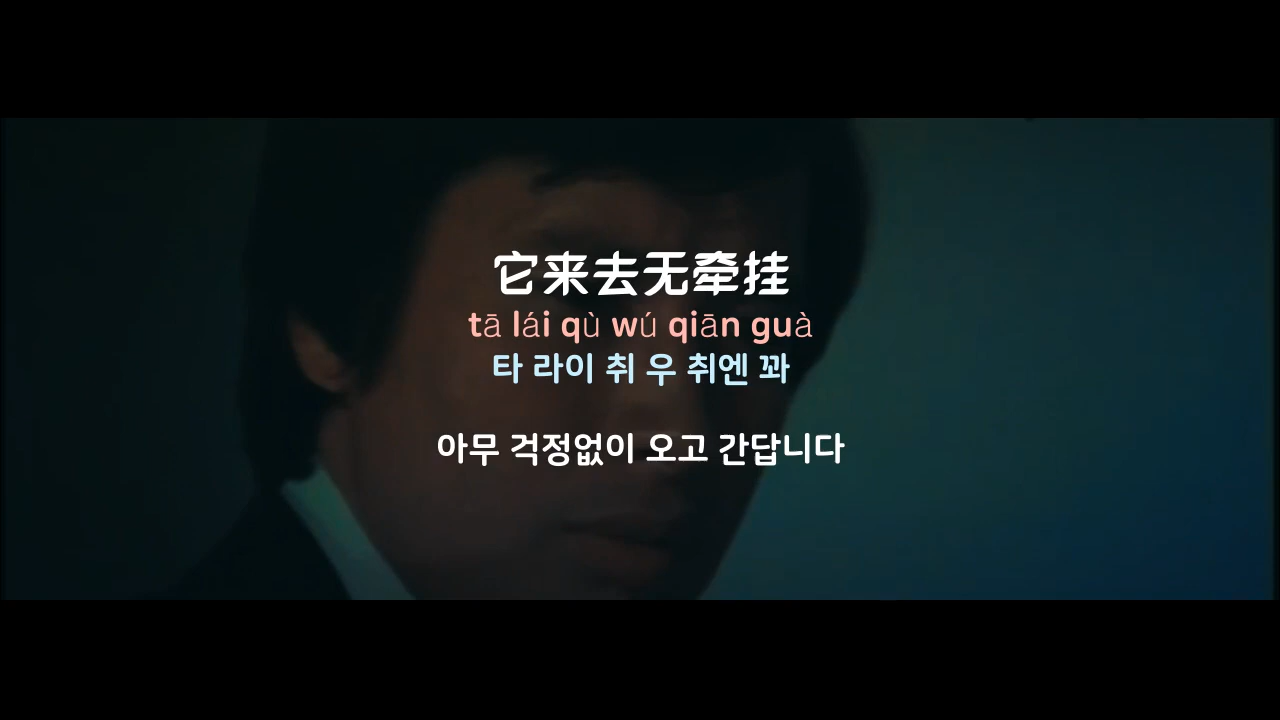 它来去无牵挂
tā lái qù wú qiān guà
타 라이 취 우 취엔 꽈
아무 걱정없이 오고 간답니다